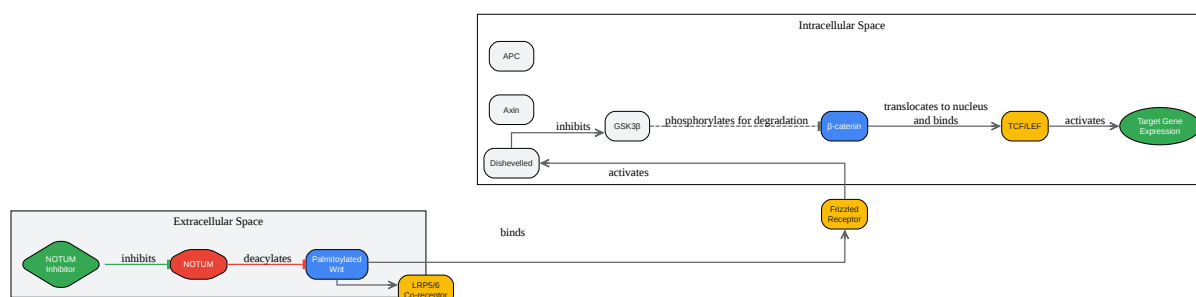 Intracellular Space
APC
Axin
inhibits
GSK3β
phosphorylates for degradation
β-catenin
translocates to nucleus
and binds
TCF/LEF
activates
Target Gene
Expression
Dishevelled
activates
Frizzled
Receptor
Extracellular Space
binds
NOTUM
Inhibitor
inhibits
NOTUM
deacylates
Palmitoylated
Wnt
LRP5/6
Co-receptor